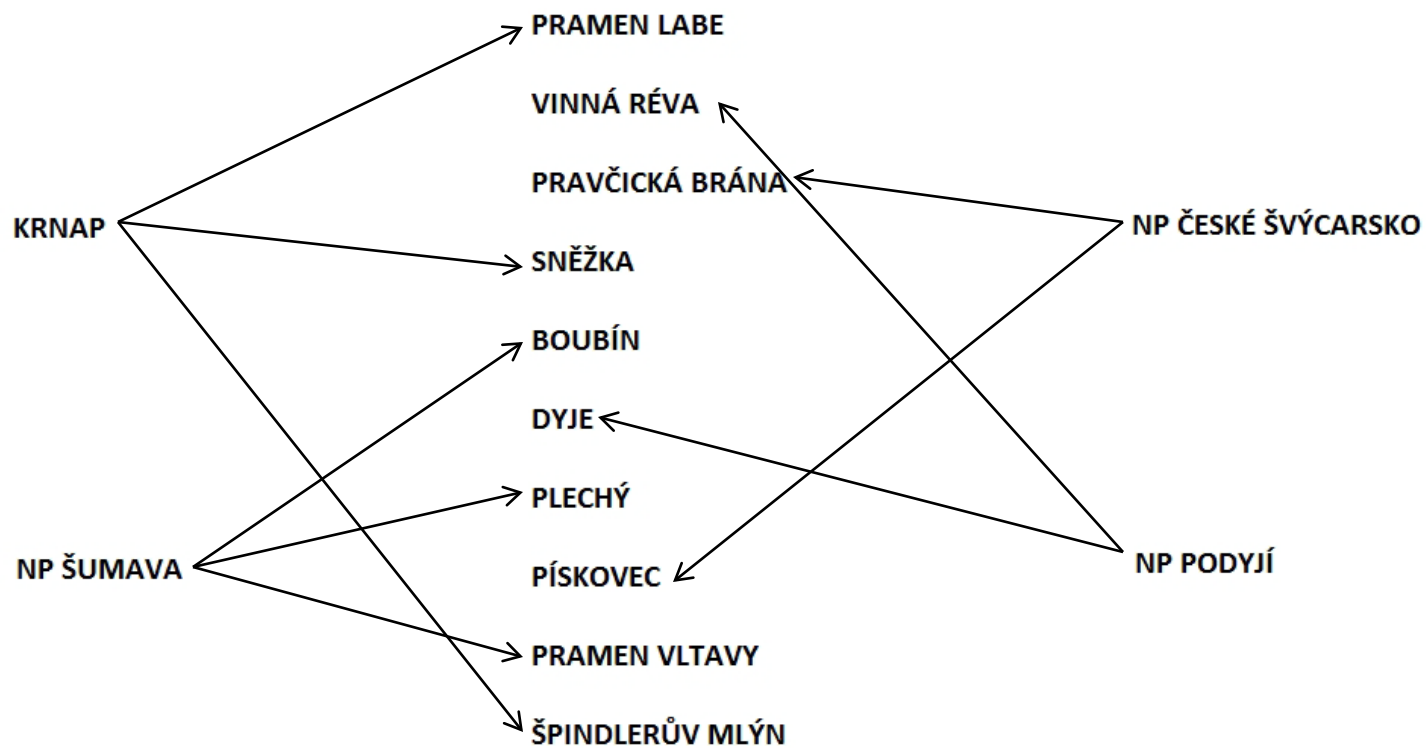 PRAMEN LABE
VINNÁ RÉVA
PRAVČICKÁ BRÁNA
KRNAP
NP ČESKÉ ŠVÝCARSKO
SNĚŽKA
BOUBÍN
DYJE
PLECHÝ
NP ŠUMAVA
NP PODYJÍ
PÍSKOVEC
PRAMEN VLTAVY
ŠPINDLERŮV MLÝN